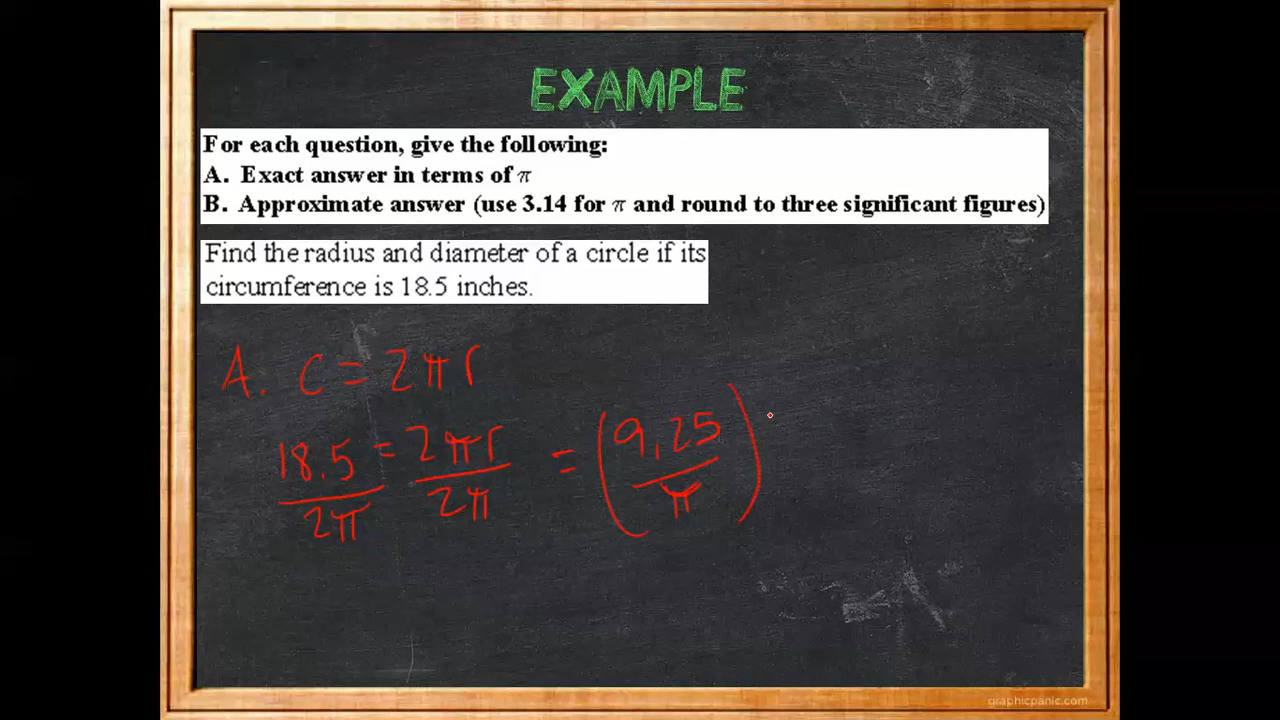 EXAMPLE
For each question, give the following:
A. Exact answer in terms of π
B. Approximate answer (use 3.14 for π and round to three significant figures)
Find the radius and diameter of a circle if its
circumference is 18.5 inches.
A. C = 2πr
18.5/2π = 2πr/2π = (9.25/π)
graphicpanic.com